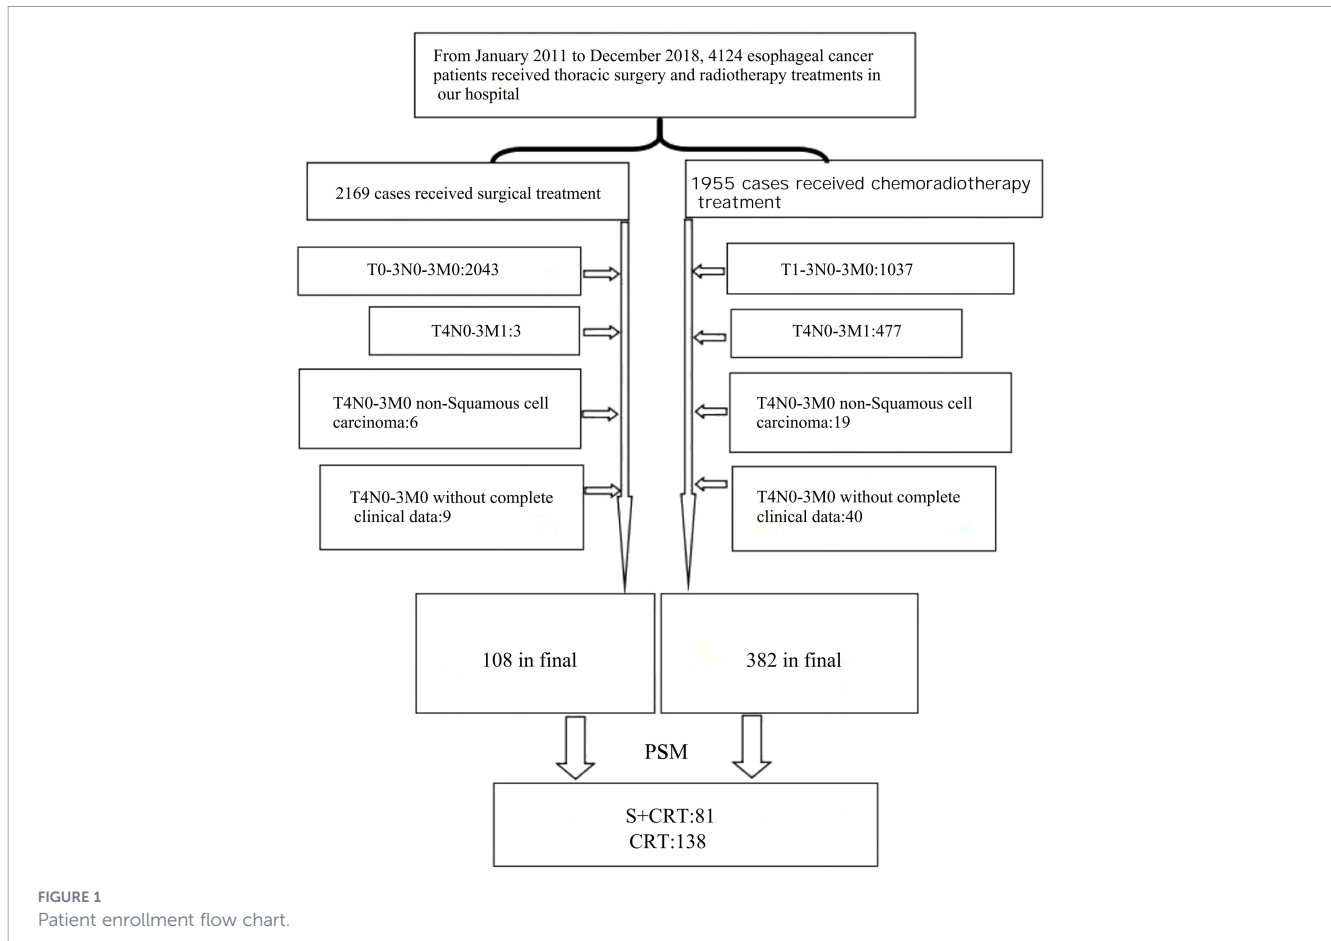 From January 2011 to December 2018, 4124 esophageal cancer
patients received thoracic surgery and radiotherapy treatments in
our hospital
2169 cases received surgical treatment
1955 cases received chemoradiotherapy
treatment
T0-3N0-3M0:2043
T1-3N0-3M0:1037
T4N0-3M1:3
T4N0-3M1:477
T4N0-3M0 non-Squamous cell
carcinoma:6
T4N0-3M0 non-Squamous cell
carcinoma:19
T4N0-3M0 without complete
clinical data:9
T4N0-3M0 without complete
clinical data:40
108 in final
382 in final
PSM
S+CRT:81
CRT:138
FIGURE 1
Patient enrollment flow chart.